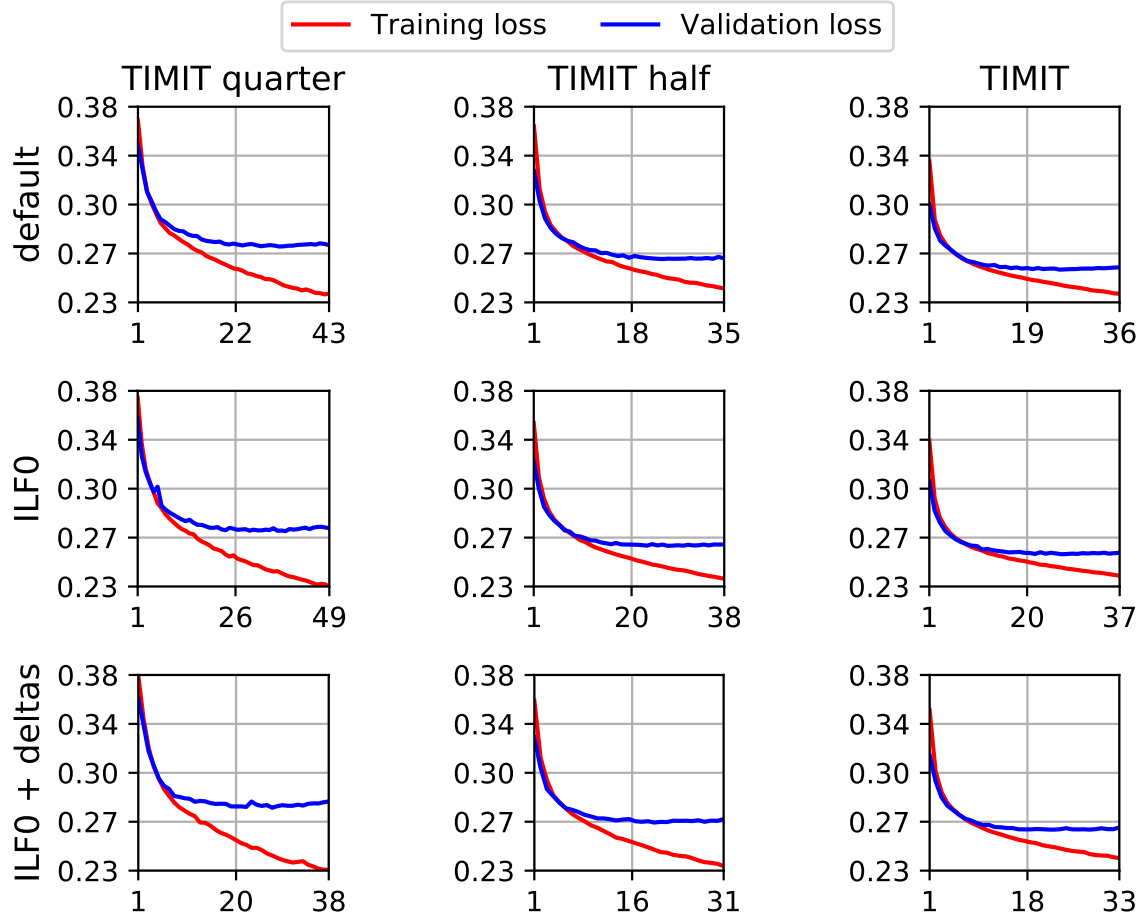 Training loss Validation loss
TIMIT quarter TIMIT half TIMIT
default
0.38 0.38 0.38
0.34 0.34 0.34
0.30 0.30 0.30
0.27 0.27 0.27
0.23 0.23 0.23
1 22 43 1 18 35 1 19 36
ILF0
0.38 0.38 0.38
0.34 0.34 0.34
0.30 0.30 0.30
0.27 0.27 0.27
0.23 0.23 0.23
1 26 49 1 20 38 1 20 37
ILF0 + deltas
0.38 0.38 0.38
0.34 0.34 0.34
0.30 0.30 0.30
0.27 0.27 0.27
0.23 0.23 0.23
1 20 38 1 16 31 1 18 33